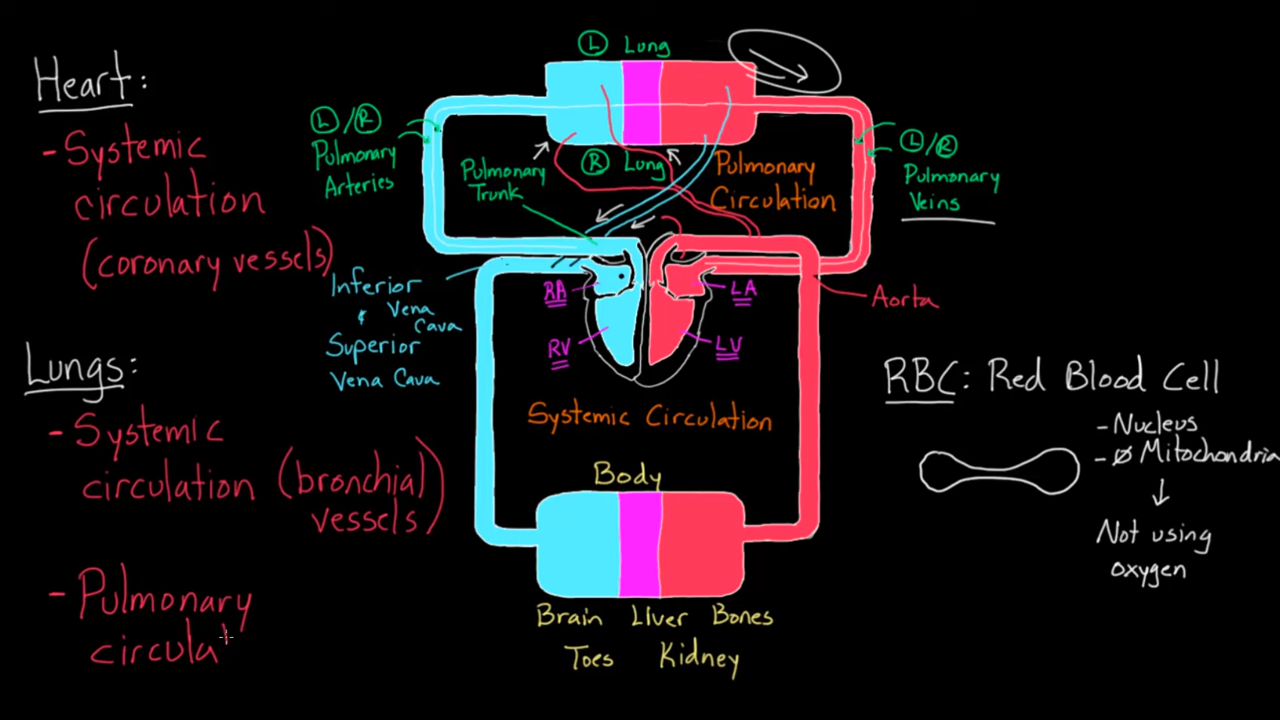 Heart:
- Systemic
circulation
(coronary vessels)
Lungs:
- Systemic
circulation (bronchial
vessels)
- Pulmonary
circulat
L Lung
L/R
Pulmonary
Arteries
Pulmonary
Trunk
R Lung
Pulmonary
Circulation
L/R
Pulmonary
Veins
Inferior
& Vena
Cava
Superior
Vena Cava
RA
LA
RV
LV
Aorta
Systemic Circulation
Body
Brain Liver Bones
Toes Kidney
RBC: Red Blood Cell
- Nucleus
- Ø Mitochondria
Not using
oxygen